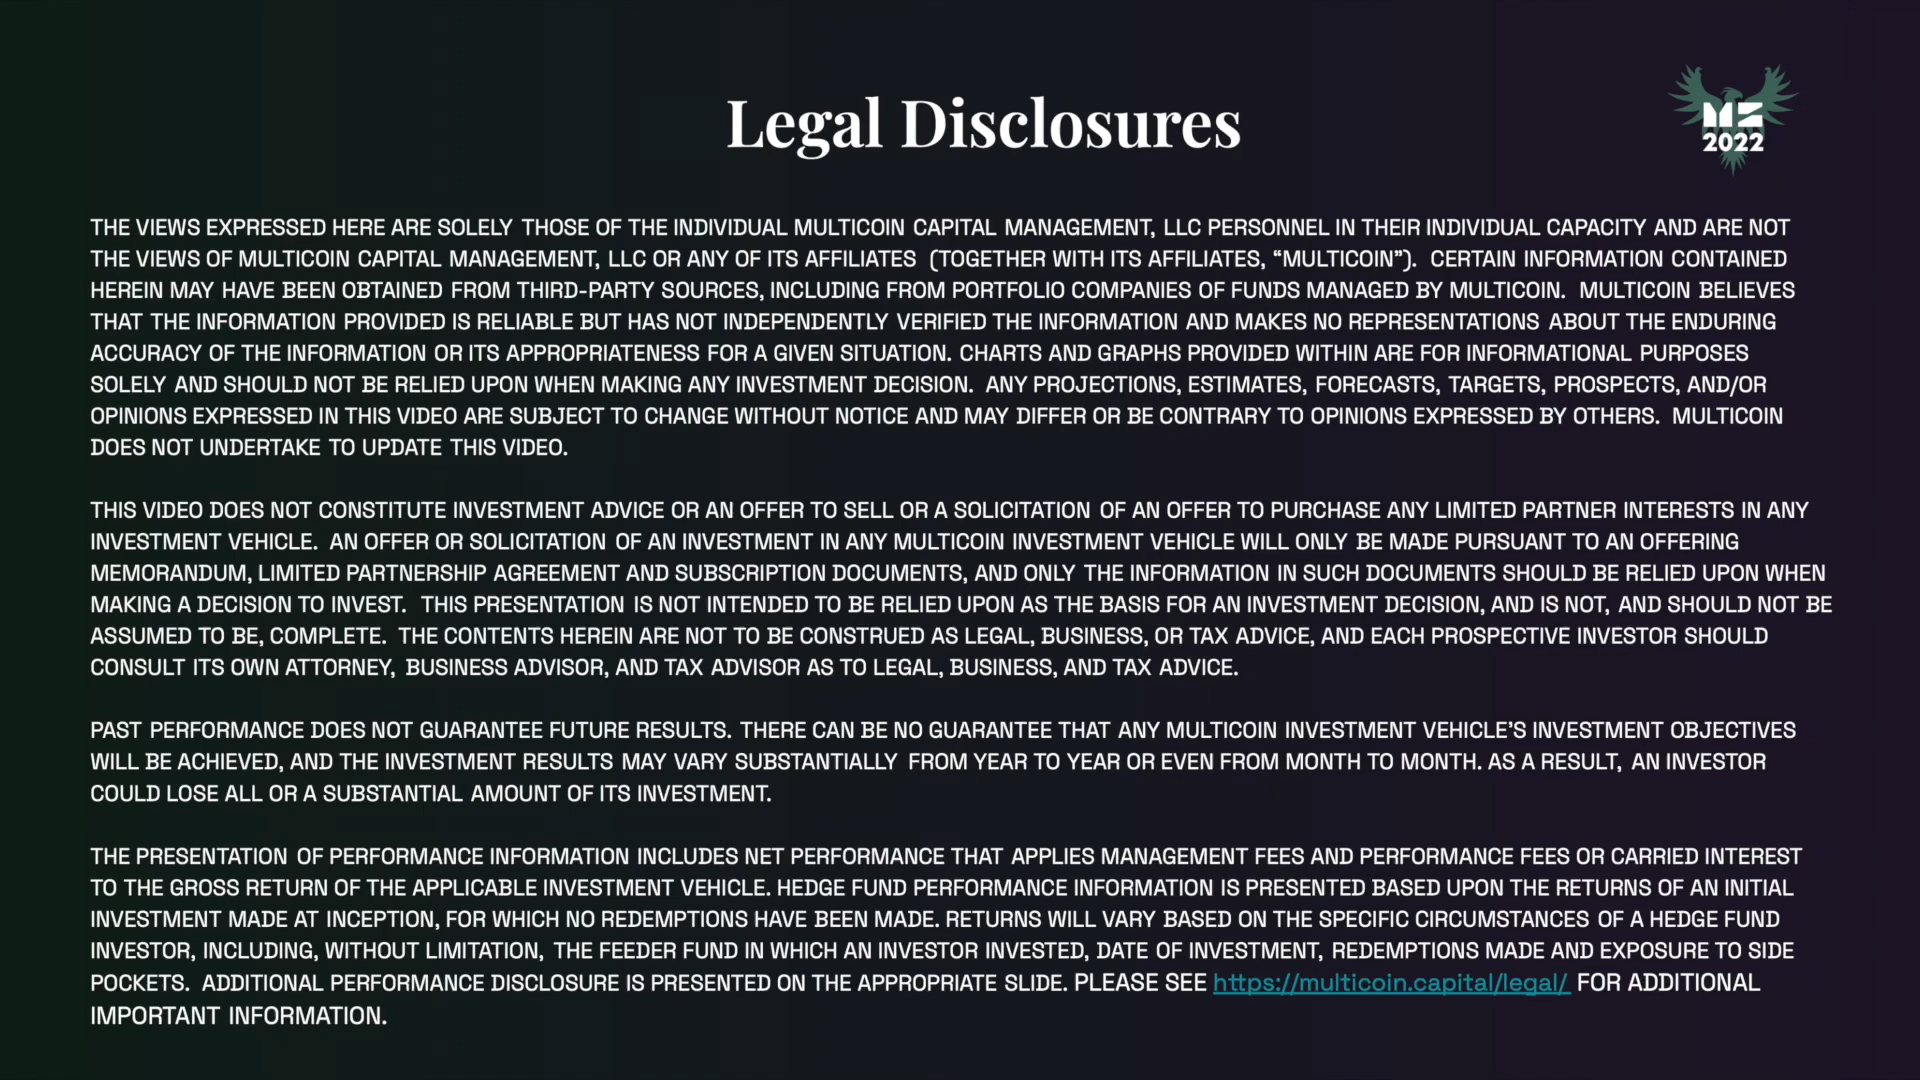 Legal Disclosures
MΞ
2022
THE VIEWS EXPRESSED HERE ARE SOLELY THOSE OF THE INDIVIDUAL MULTICOIN CAPITAL MANAGEMENT, LLC PERSONNEL IN THEIR INDIVIDUAL CAPACITY AND ARE NOT
THE VIEWS OF MULTICOIN CAPITAL MANAGEMENT, LLC OR ANY OF ITS AFFILIATES (TOGETHER WITH ITS AFFILIATES, “MULTICOIN”). CERTAIN INFORMATION CONTAINED
HEREIN MAY HAVE BEEN OBTAINED FROM THIRD-PARTY SOURCES, INCLUDING FROM PORTFOLIO COMPANIES OF FUNDS MANAGED BY MULTICOIN. MULTICOIN BELIEVES
THAT THE INFORMATION PROVIDED IS RELIABLE BUT HAS NOT INDEPENDENTLY VERIFIED THE INFORMATION AND MAKES NO REPRESENTATIONS ABOUT THE ENDURING
ACCURACY OF THE INFORMATION OR ITS APPROPRIATENESS FOR A GIVEN SITUATION. CHARTS AND GRAPHS PROVIDED WITHIN ARE FOR INFORMATIONAL PURPOSES
SOLELY AND SHOULD NOT BE RELIED UPON WHEN MAKING ANY INVESTMENT DECISION. ANY PROJECTIONS, ESTIMATES, FORECASTS, TARGETS, PROSPECTS, AND/OR
OPINIONS EXPRESSED IN THIS VIDEO ARE SUBJECT TO CHANGE WITHOUT NOTICE AND MAY DIFFER OR BE CONTRARY TO OPINIONS EXPRESSED BY OTHERS. MULTICOIN
DOES NOT UNDERTAKE TO UPDATE THIS VIDEO.
THIS VIDEO DOES NOT CONSTITUTE INVESTMENT ADVICE OR AN OFFER TO SELL OR A SOLICITATION OF AN OFFER TO PURCHASE ANY LIMITED PARTNER INTERESTS IN ANY
INVESTMENT VEHICLE. AN OFFER OR SOLICITATION OF AN INVESTMENT IN ANY MULTICOIN INVESTMENT VEHICLE WILL ONLY BE MADE PURSUANT TO AN OFFERING
MEMORANDUM, LIMITED PARTNERSHIP AGREEMENT AND SUBSCRIPTION DOCUMENTS, AND ONLY THE INFORMATION IN SUCH DOCUMENTS SHOULD BE RELIED UPON WHEN
MAKING A DECISION TO INVEST. THIS PRESENTATION IS NOT INTENDED TO BE RELIED UPON AS THE BASIS FOR AN INVESTMENT DECISION, AND IS NOT, AND SHOULD NOT BE
ASSUMED TO BE, COMPLETE. THE CONTENTS HEREIN ARE NOT TO BE CONSTRUED AS LEGAL, BUSINESS, OR TAX ADVICE, AND EACH PROSPECTIVE INVESTOR SHOULD
CONSULT ITS OWN ATTORNEY, BUSINESS ADVISOR, AND TAX ADVISOR AS TO LEGAL, BUSINESS, AND TAX ADVICE.
PAST PERFORMANCE DOES NOT GUARANTEE FUTURE RESULTS. THERE CAN BE NO GUARANTEE THAT ANY MULTICOIN INVESTMENT VEHICLE’S INVESTMENT OBJECTIVES
WILL BE ACHIEVED, AND THE INVESTMENT RESULTS MAY VARY SUBSTANTIALLY FROM YEAR TO YEAR OR EVEN FROM MONTH TO MONTH. AS A RESULT, AN INVESTOR
COULD LOSE ALL OR A SUBSTANTIAL AMOUNT OF ITS INVESTMENT.
THE PRESENTATION OF PERFORMANCE INFORMATION INCLUDES NET PERFORMANCE THAT APPLIES MANAGEMENT FEES AND PERFORMANCE FEES OR CARRIED INTEREST
TO THE GROSS RETURN OF THE APPLICABLE INVESTMENT VEHICLE. HEDGE FUND PERFORMANCE INFORMATION IS PRESENTED BASED UPON THE RETURNS OF AN INITIAL
INVESTMENT MADE AT INCEPTION, FOR WHICH NO REDEMPTIONS HAVE BEEN MADE. RETURNS WILL VARY BASED ON THE SPECIFIC CIRCUMSTANCES OF A HEDGE FUND
INVESTOR, INCLUDING, WITHOUT LIMITATION, THE FEEDER FUND IN WHICH AN INVESTOR INVESTED, DATE OF INVESTMENT, REDEMPTIONS MADE AND EXPOSURE TO SIDE
POCKETS. ADDITIONAL PERFORMANCE DISCLOSURE IS PRESENTED ON THE APPROPRIATE SLIDE. PLEASE SEE https://multicoin.capital/legal/ FOR ADDITIONAL
IMPORTANT INFORMATION.